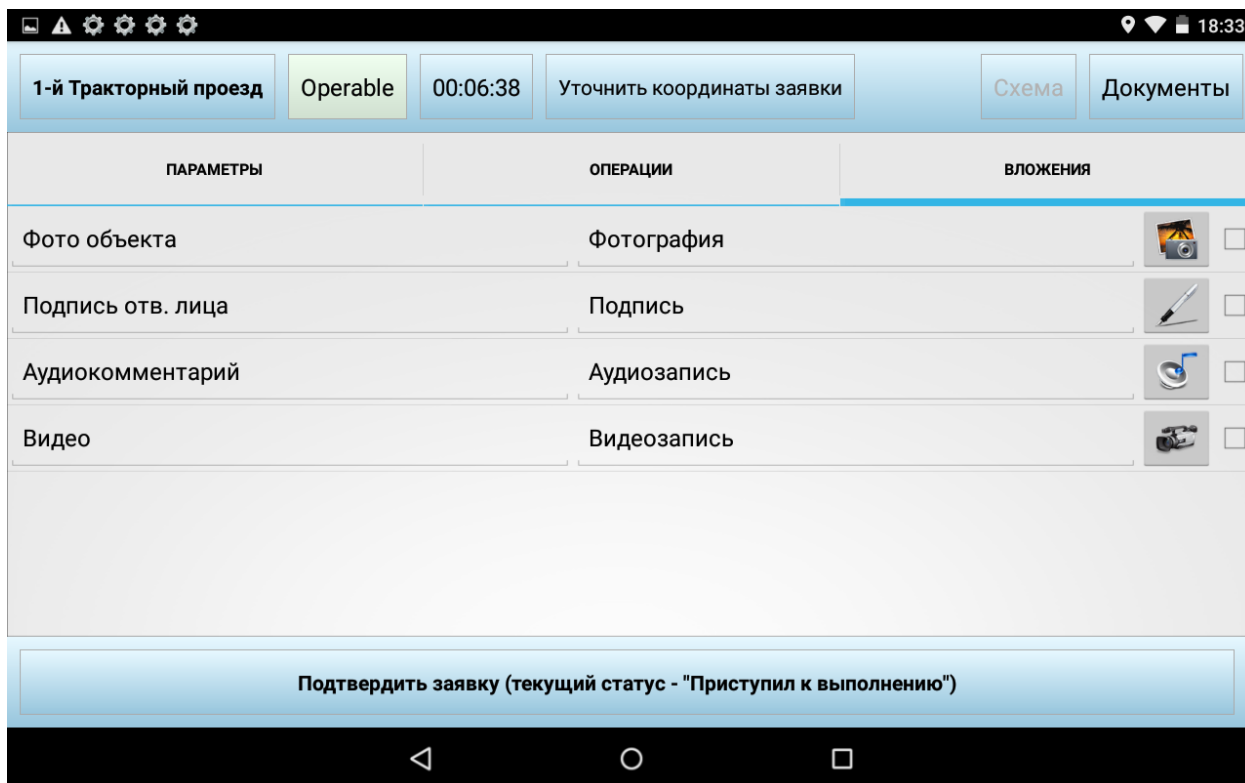 18:33
1-й Тракторный проезд Operable 00:06:38 Уточнить координаты заявки Схема Документы
ПАРАМЕТРЫ ОПЕРАЦИИ ВЛОЖЕНИЯ
Фото объекта Фотография
Подпись отв. лица Подпись
Аудиокомментарий Аудиозапись
Видео Видеозапись
Подтвердить заявку (текущий статус - "Приступил к выполнению")